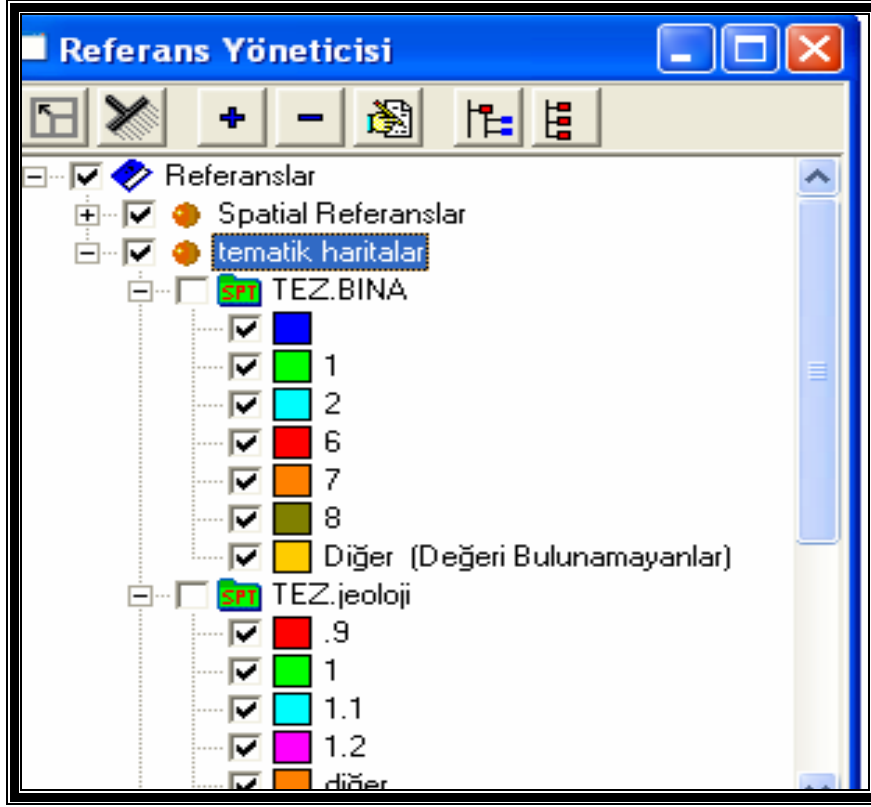 Referans Yöneticisi
Referanslar
Spatial Referanslar
tematik haritalar
SPT TEZ.BINA
1
2
6
7
8
Diğer (Değeri Bulunamayanlar)
SPT TEZ.jeoloji
.9
1
1.1
1.2
diğer